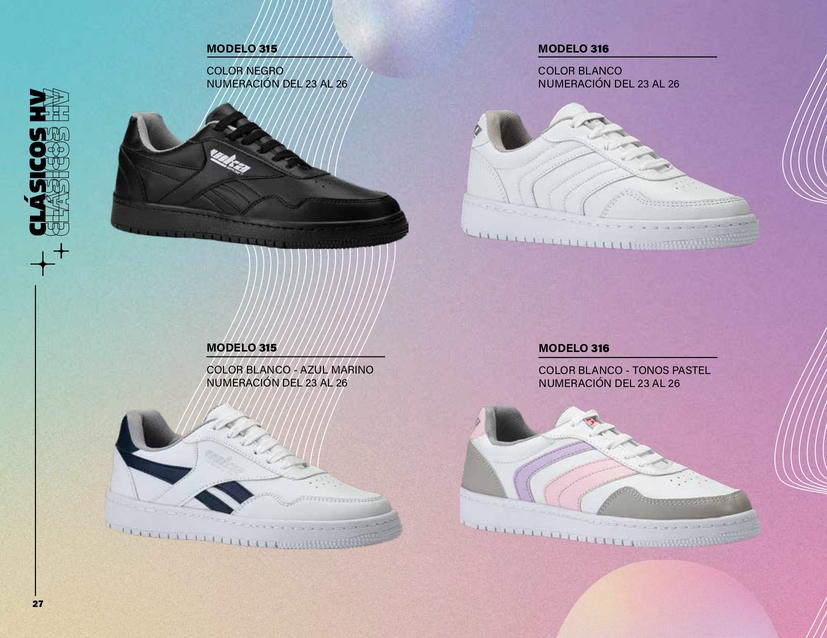 CLÁSICOS HV
CLÁSICOS HV
MODELO 315
COLOR NEGRO
NUMERACIÓN DEL 23 AL 26
MODELO 316
COLOR BLANCO
NUMERACIÓN DEL 23 AL 26
MODELO 315
COLOR BLANCO - AZUL MARINO
NUMERACIÓN DEL 23 AL 26
MODELO 316
COLOR BLANCO - TONOS PASTEL
NUMERACIÓN DEL 23 AL 26
27